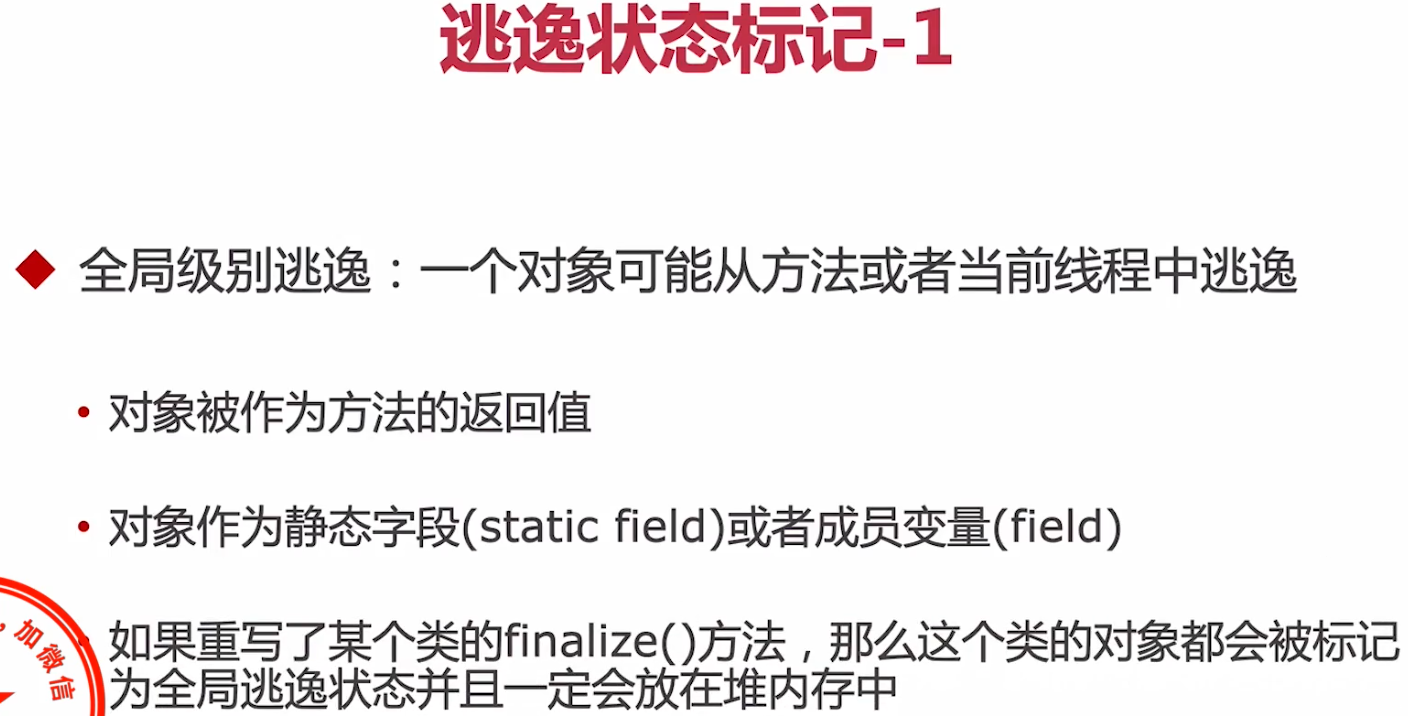 逃逸状态标记-1
全局级别逃逸：一个对象可能从方法或者当前线程中逃逸
对象被作为方法的返回值
对象作为静态字段(static field)或者成员变量(field)
如果重写了某个类的finalize()方法，那么这个类的对象都会被标记
为全局逃逸状态并且一定会放在堆内存中
，加微信